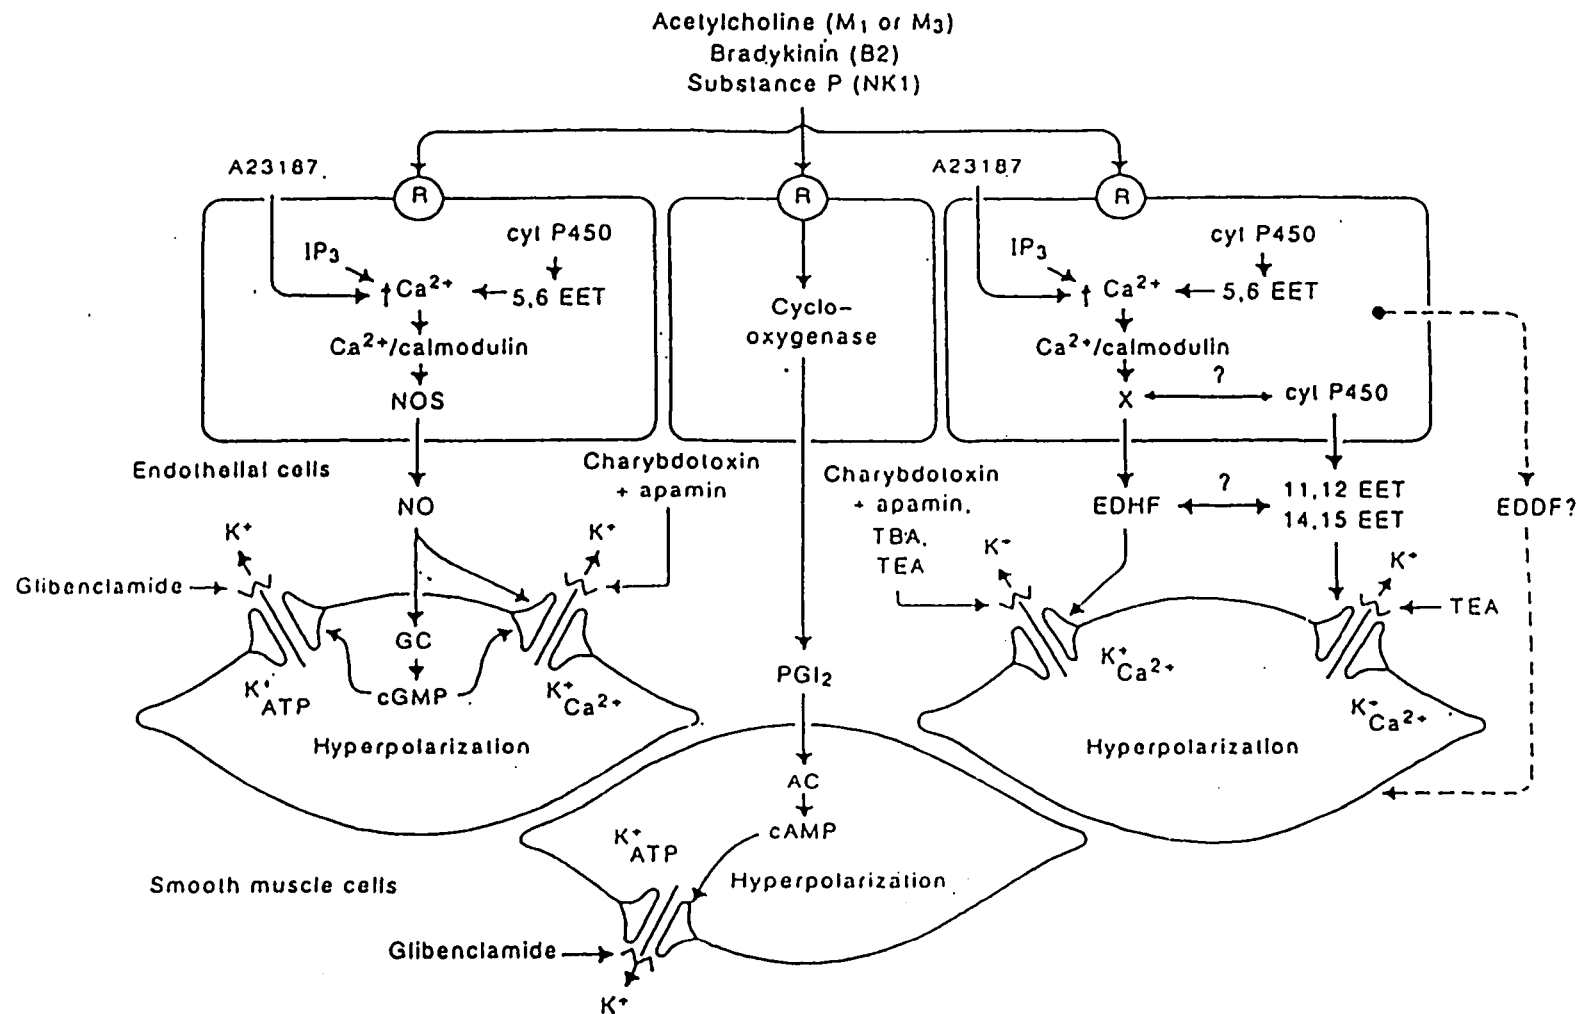 Acetylcholine (M1 or M3)
Bradykinin (B2)
Substance P (NK1)
A23187
R
IP3
cyt P450
Ca2+
5,6 EET
Ca2+/calmodulin
NOS
Endothelial cells
NO
Charybdotoxin
+ apamin
K+
K+
Glibenclamide
GC
cGMP
K+ATP
K+Ca2+
Hyperpolarization
R
Cyclo-
oxygenase
PGI2
AC
cAMP
K+ATP
Hyperpolarization
Smooth muscle cells
Glibenclamide
K+
A23187
R
IP3
cyt P450
Ca2+
5,6 EET
Ca2+/calmodulin
?
X
cyt P450
Charybdotoxin
+ apamin,
TBA,
TEA
EDHF
?
11,12 EET
14,15 EET
EDDF?
K+
K+
TEA
K+Ca2+
K+Ca2+
Hyperpolarization